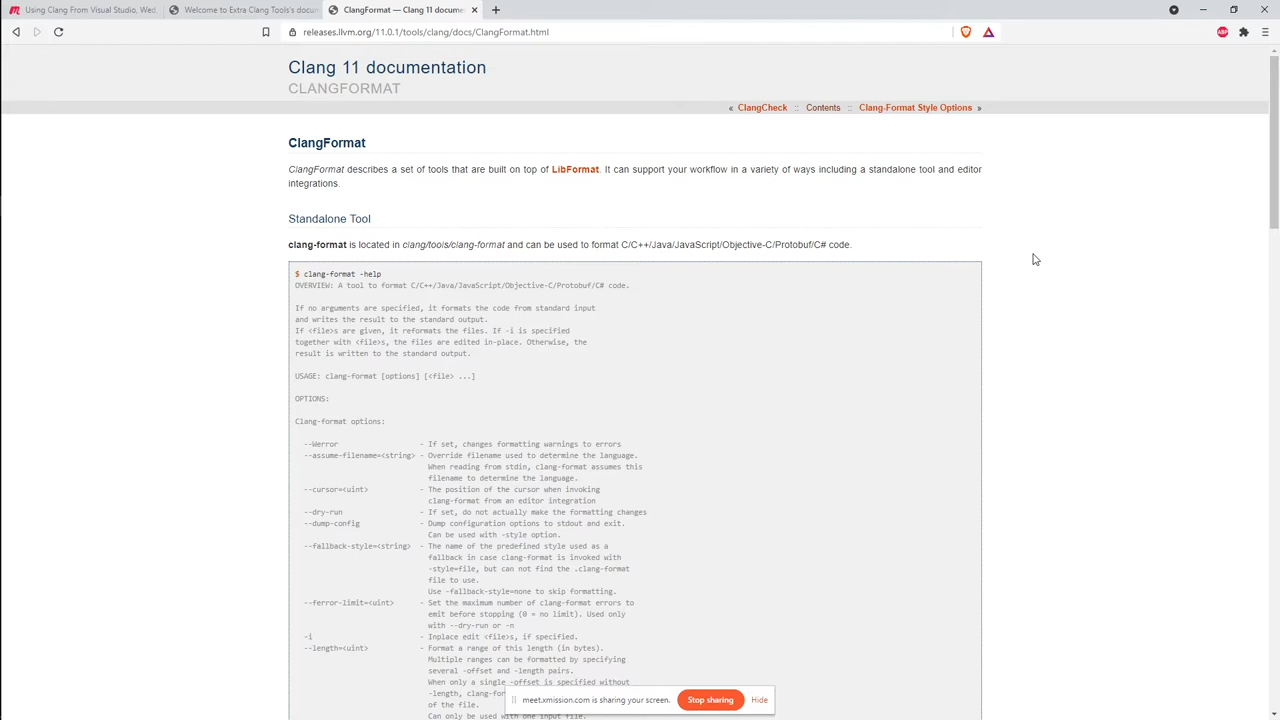 Using Clang From Visual Studio, Wed,
Welcome to Extra Clang Tools's docum
ClangFormat — Clang 11 documen
releases.llvm.org/11.0.1/tools/clang/docs/ClangFormat.html
Clang 11 documentation
CLANGFORMAT
« ClangCheck :: Contents :: Clang-Format Style Options »
ClangFormat
ClangFormat describes a set of tools that are built on top of LibFormat. It can support your workflow in a variety of ways including a standalone tool and editor
integrations.
Standalone Tool
clang-format is located in clang/tools/clang-format and can be used to format C/C++/Java/JavaScript/Objective-C/Protobuf/C# code.
$ clang-format -help
OVERVIEW: A tool to format C/C++/Java/JavaScript/Objective-C/Protobuf/C# code.
If no arguments are specified, it formats the code from standard input
and writes the result to the standard output.
If <file>s are given, it reformats the files. If -i is specified
together with <file>s, the files are edited in-place. Otherwise, the
result is written to the standard output.
USAGE: clang-format [options] [<file> ...]
OPTIONS:
Clang-format options:
--Werror - If set, changes formatting warnings to errors
--assume-filename=<string> - Override filename used to determine the language.
When reading from stdin, clang-format assumes this
filename to determine the language.
--cursor=<uint> - The position of the cursor when invoking
clang-format from an editor integration
--dry-run - If set, do not actually make the formatting changes
--dump-config - Dump configuration options to stdout and exit.
Can be used with -style option.
--fallback-style=<string> - The name of the predefined style used as a
fallback in case clang-format is invoked with
-style=file, but can not find the .clang-format
file to use.
Use -fallback-style=none to skip formatting.
--ferror-limit=<uint> - Set the maximum number of clang-format errors to
emit before stopping (0 = no limit). Used only
with --dry-run or -n
-i - Inplace edit <file>s, if specified.
--length=<uint> - Format a range of this length (in bytes).
Multiple ranges can be formatted by specifying
several -offset and -length pairs.
When only a single -offset is specified without
-length, clang-for
of the file.
Can only be used with one input file.
meet.xmission.com is sharing your screen.
Stop sharing
Hide
ABP